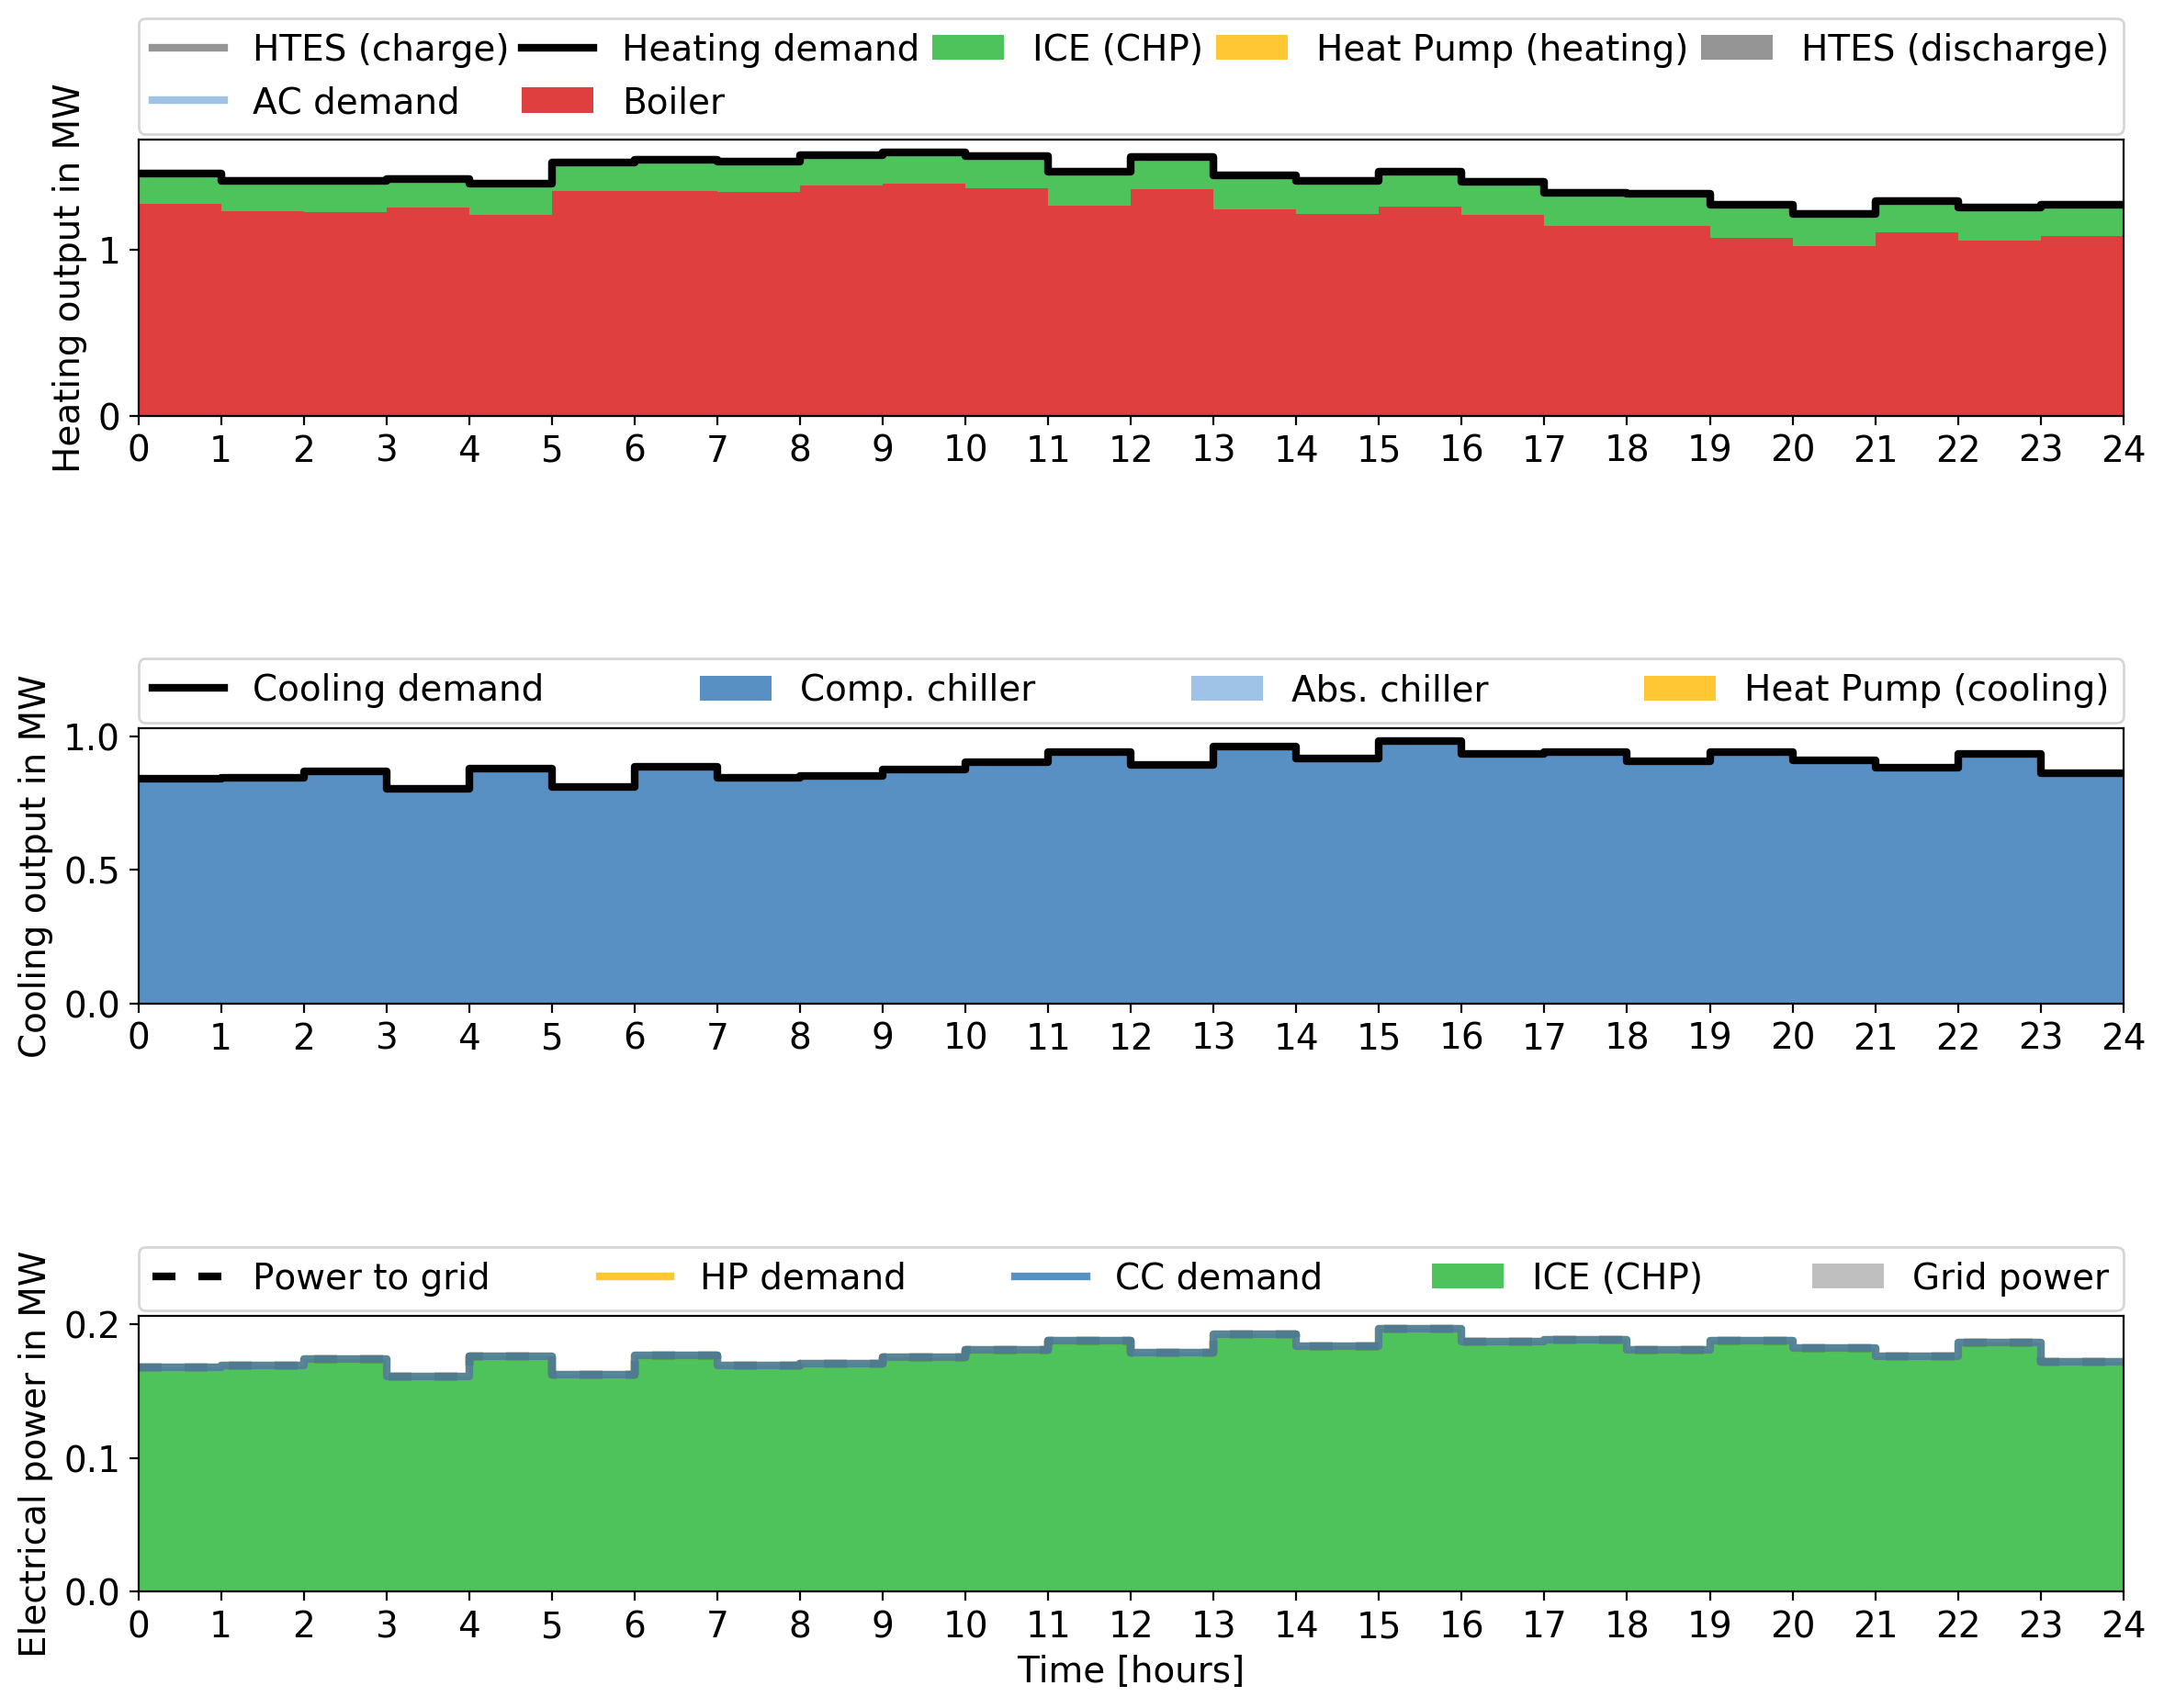 HTES (charge) Heating demand ICE (CHP) Heat Pump (heating) HTES (discharge)
AC demand Boiler
Heating output in MW
1
0
0 1 2 3 4 5 6 7 8 9 10 11 12 13 14 15 16 17 18 19 20 21 22 23 24
Cooling demand Comp. chiller Abs. chiller Heat Pump (cooling)
Cooling output in MW
1.0
0.5
0.0
0 1 2 3 4 5 6 7 8 9 10 11 12 13 14 15 16 17 18 19 20 21 22 23 24
Power to grid HP demand CC demand ICE (CHP) Grid power
Electrical power in MW
0.2
0.1
0.0
0 1 2 3 4 5 6 7 8 9 10 11 12 13 14 15 16 17 18 19 20 21 22 23 24
Time [hours]